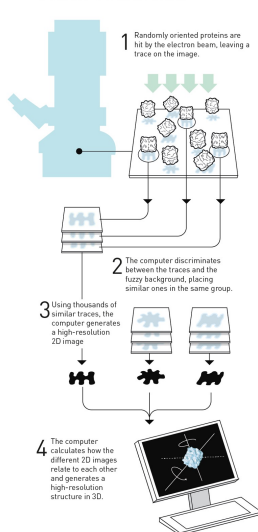 1 Randomly oriented proteins are
hit by the electron beam, leaving a
trace on the image.
2 The computer discriminates
between the traces and the
fuzzy background, placing
similar ones in the same group.
3 Using thousands of
similar traces, the
computer generates
a high-resolution
2D image
4 The computer
calculates how the
different 2D images
relate to each other
and generates a
high-resolution
structure in 3D.